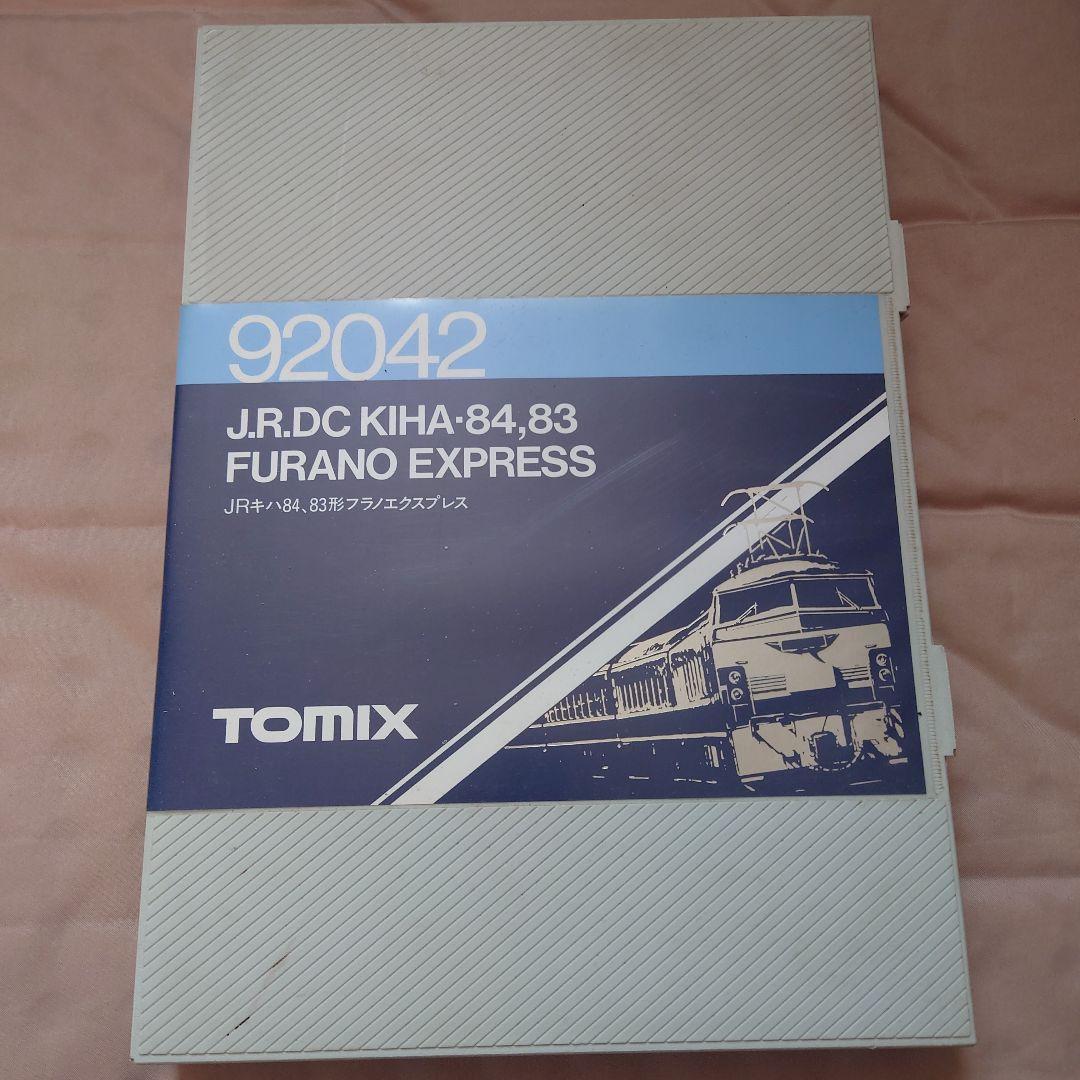 92042
J.R.DC KIHA·84,83
FURANO EXPRESS
JRキハ84、83形フラノエクスプレス
TOMIX